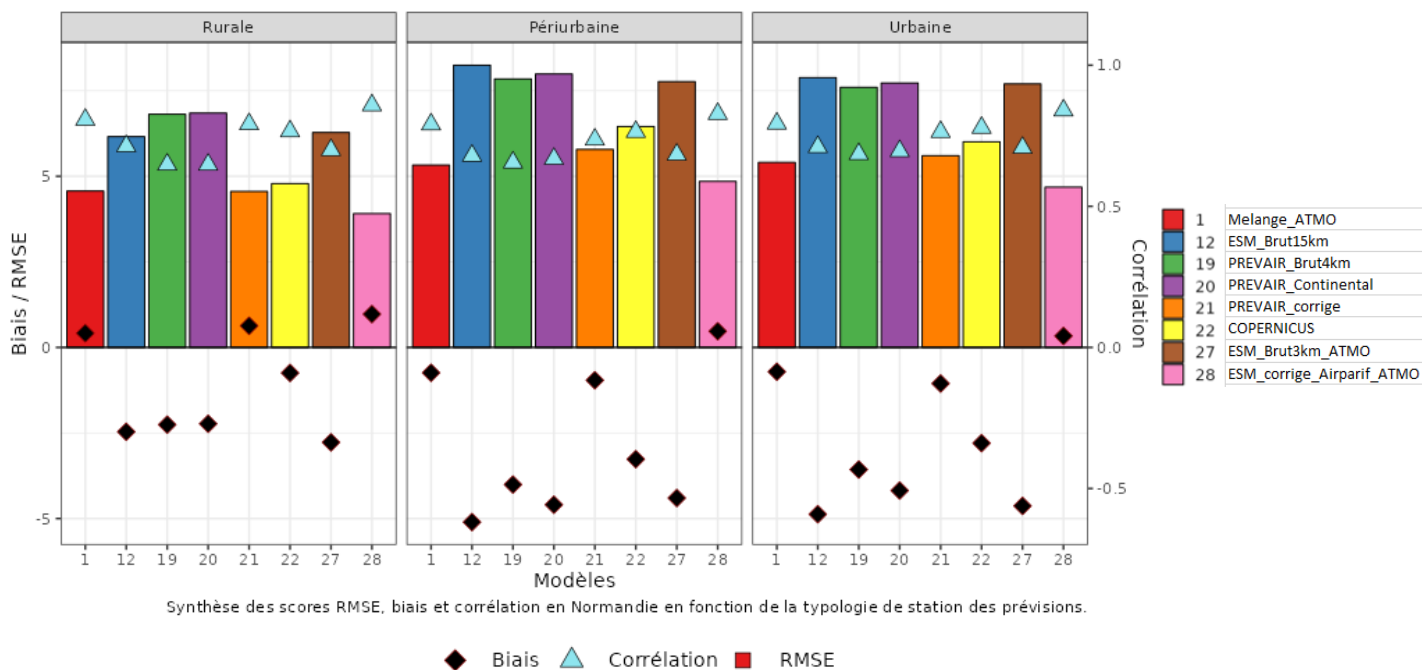 Rurale
Périurbaine
Urbaine
Biais / RMSE
5
0
-5
1.0
0.5
0.0
-0.5
Corrélation
1 12 19 20 21 22 27 28
1 12 19 20 21 22 27 28
1 12 19 20 21 22 27 28
Modèles
1 Melange_ATMO
12 ESM_Brut15km
19 PREVAIR_Brut4km
20 PREVAIR_Continental
21 PREVAIR_corrige
22 COPERNICUS
27 ESM_Brut3km_ATMO
28 ESM_corrige_Airparif_ATMO
Synthèse des scores RMSE, biais et corrélation en Normandie en fonction de la typologie de station des prévisions.
Biais Corrélation RMSE